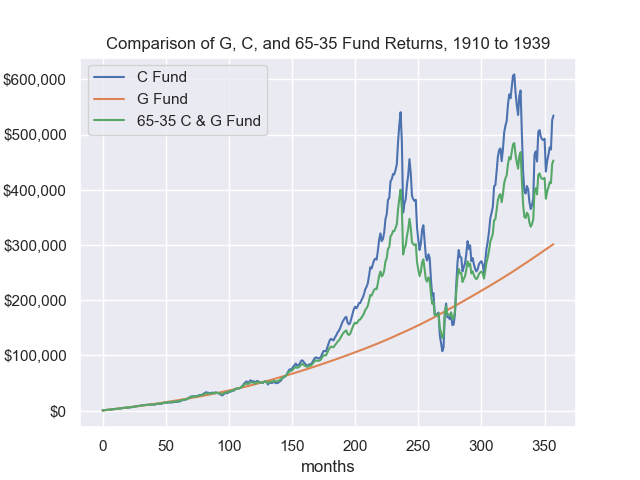 Comparison of G, C, and 65-35 Fund Returns, 1910 to 1939
C Fund
G Fund
65-35 C & G Fund
$600,000
$500,000
$400,000
$300,000
$200,000
$100,000
$0
0 50 100 150 200 250 300 350
months